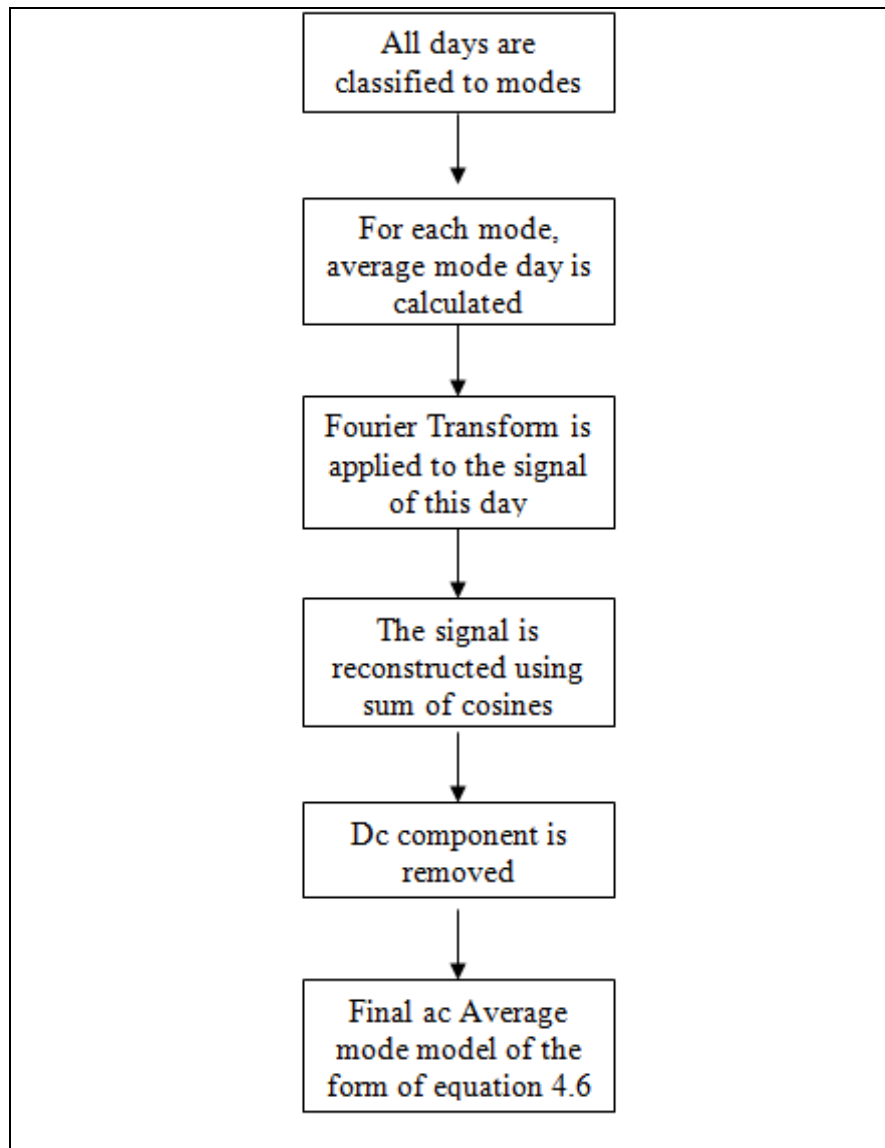 All days are
classified to modes
For each mode,
average mode day is
calculated
Fourier Transform is
applied to the signal
of this day
The signal is
reconstructed using
sum of cosines
Dc component is
removed
Final ac Average
mode model of the
form of equation 4.6